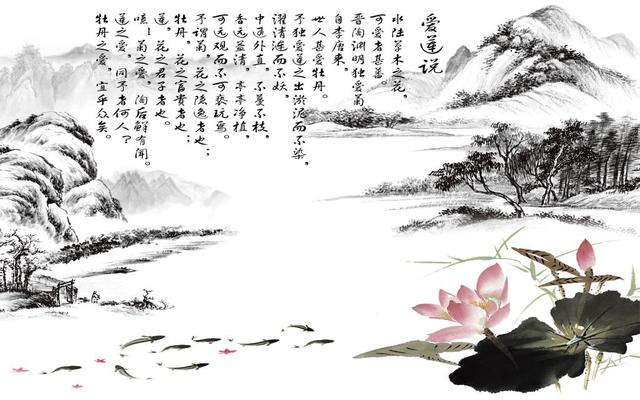 爱莲说
水陆草木之花，
可爱者甚蕃。
晋陶渊明独爱菊。
自李唐来，
世人甚爱牡丹。
予独爱莲之出淤泥而不染，
濯清涟而不妖，
中通外直，不蔓不枝，
香远益清，亭亭净植，
可远观而不可亵玩焉。
予谓菊，花之隐逸者也；
牡丹，花之富贵者也；
莲，花之君子者也。
噫！菊之爱，陶后鲜有闻。
莲之爱，同予者何人？
牡丹之爱，宜乎众矣。